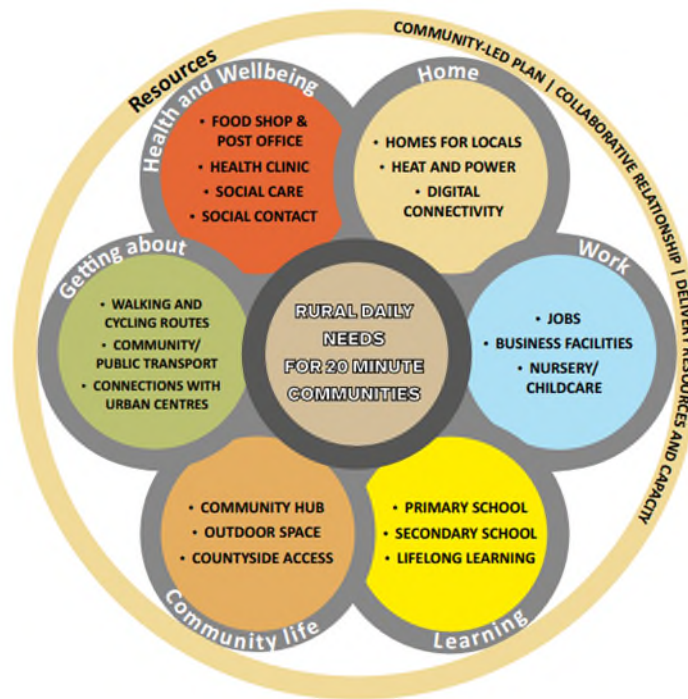 Resources
COMMUNITY-LED PLAN | COLLABORATIVE RELATIONSHIP | DELIVERY RESOURCES AND CAPACITY
Health and Wellbeing
• FOOD SHOP &
POST OFFICE
• HEALTH CLINIC
• SOCIAL CARE
• SOCIAL CONTACT
Home
• HOMES FOR LOCALS
• HEAT AND POWER
• DIGITAL
CONNECTIVITY
Getting about
• WALKING AND
CYCLING ROUTES
• COMMUNITY/
PUBLIC TRANSPORT
• CONNECTIONS WITH
URBAN CENTRES
RURAL DAILY
NEEDS
FOR 20 MINUTE
COMMUNITIES
Work
• JOBS
• BUSINESS FACILITIES
• NURSERY/
CHILDCARE
• COMMUNITY HUB
• OUTDOOR SPACE
• COUNTYSIDE ACCESS
Community life
• PRIMARY SCHOOL
• SECONDARY SCHOOL
• LIFELONG LEARNING
Learning